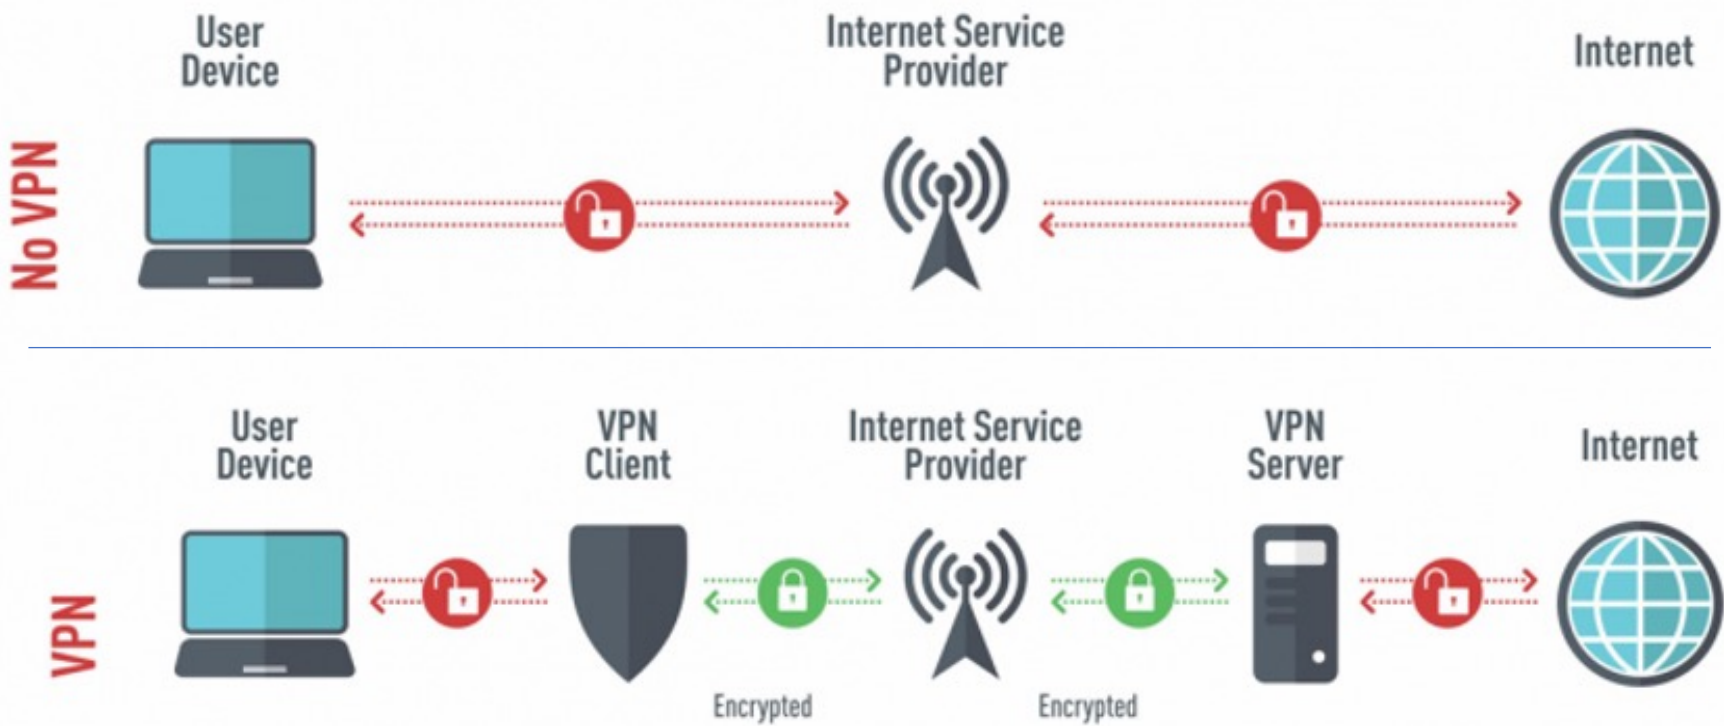 User
Device
Internet Service
Provider
Internet
No VPN
User
Device
VPN
Client
Internet Service
Provider
VPN
Server
Internet
VPN
Encrypted
Encrypted